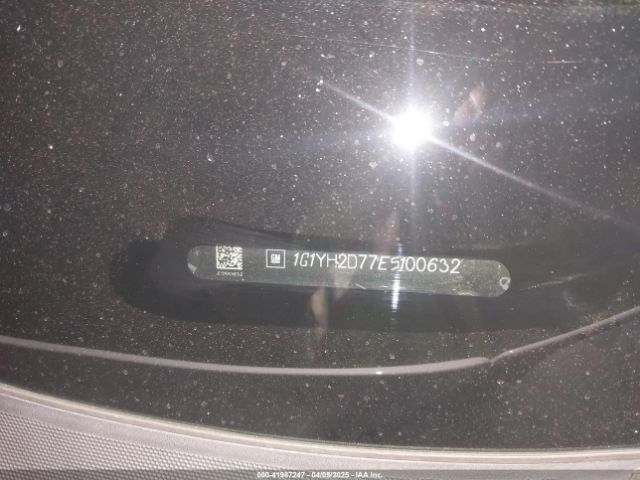 GM 1G1YH2D77E5100632
000-41987247 - 04/09/2025 - IAA Inc.